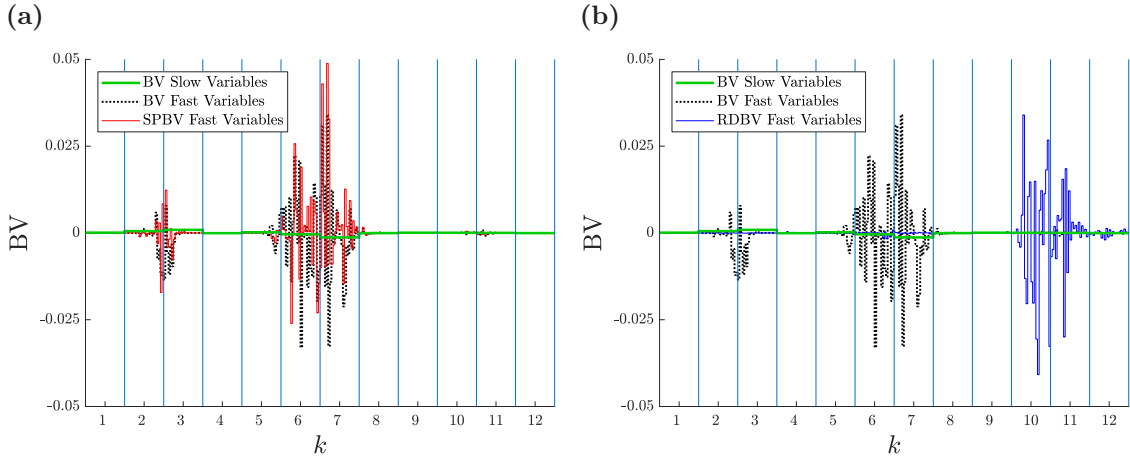 (a)
BV
0.05
0.025
0
-0.025
-0.05
BV Slow Variables
BV Fast Variables
SPBV Fast Variables
1 2 3 4 5 6 7 8 9 10 11 12
k
(b)
BV
0.05
0.025
0
-0.025
-0.05
BV Slow Variables
BV Fast Variables
RDBV Fast Variables
1 2 3 4 5 6 7 8 9 10 11 12
k